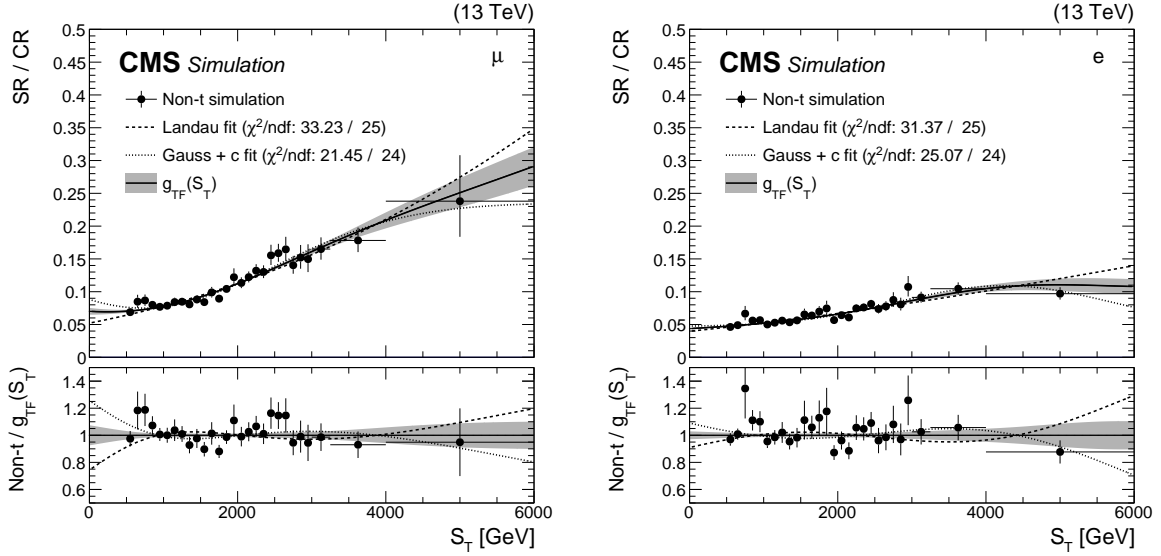 (13 TeV)
SR / CR
0.5
0.45
0.4
0.35
0.3
0.25
0.2
0.15
0.1
0.05
0
CMS Simulation
μ
Non-t simulation
Landau fit (χ²/ndf: 33.23 / 25)
Gauss + c fit (χ²/ndf: 21.45 / 24)
g_TF(S_T)
Non-t / g_TF(S_T)
1.4
1.2
1
0.8
0.6
0 2000 4000 6000
S_T [GeV]
(13 TeV)
SR / CR
0.5
0.45
0.4
0.35
0.3
0.25
0.2
0.15
0.1
0.05
0
CMS Simulation
e
Non-t simulation
Landau fit (χ²/ndf: 31.37 / 25)
Gauss + c fit (χ²/ndf: 25.07 / 24)
g_TF(S_T)
Non-t / g_TF(S_T)
1.4
1.2
1
0.8
0.6
0 2000 4000 6000
S_T [GeV]